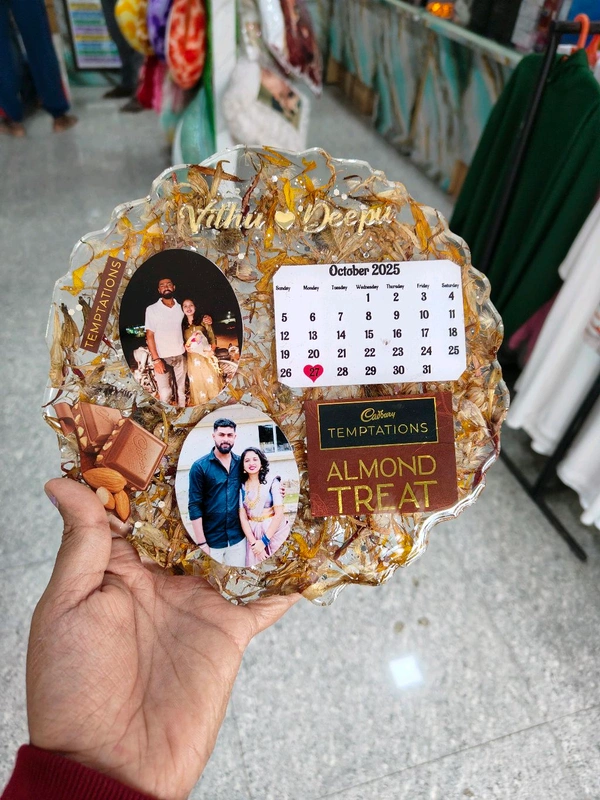 Vithu Deepu
TEMPTATIONS
October 2025
Sunday Monday Tuesday Wednesday Thursday Friday Saturday
1 2 3 4
5 6 7 8 9 10 11
12 13 14 15 16 17 18
19 20 21 22 23 24 25
26 27 28 29 30 31
Cadbury
TEMPTATIONS
ALMOND
TREAT